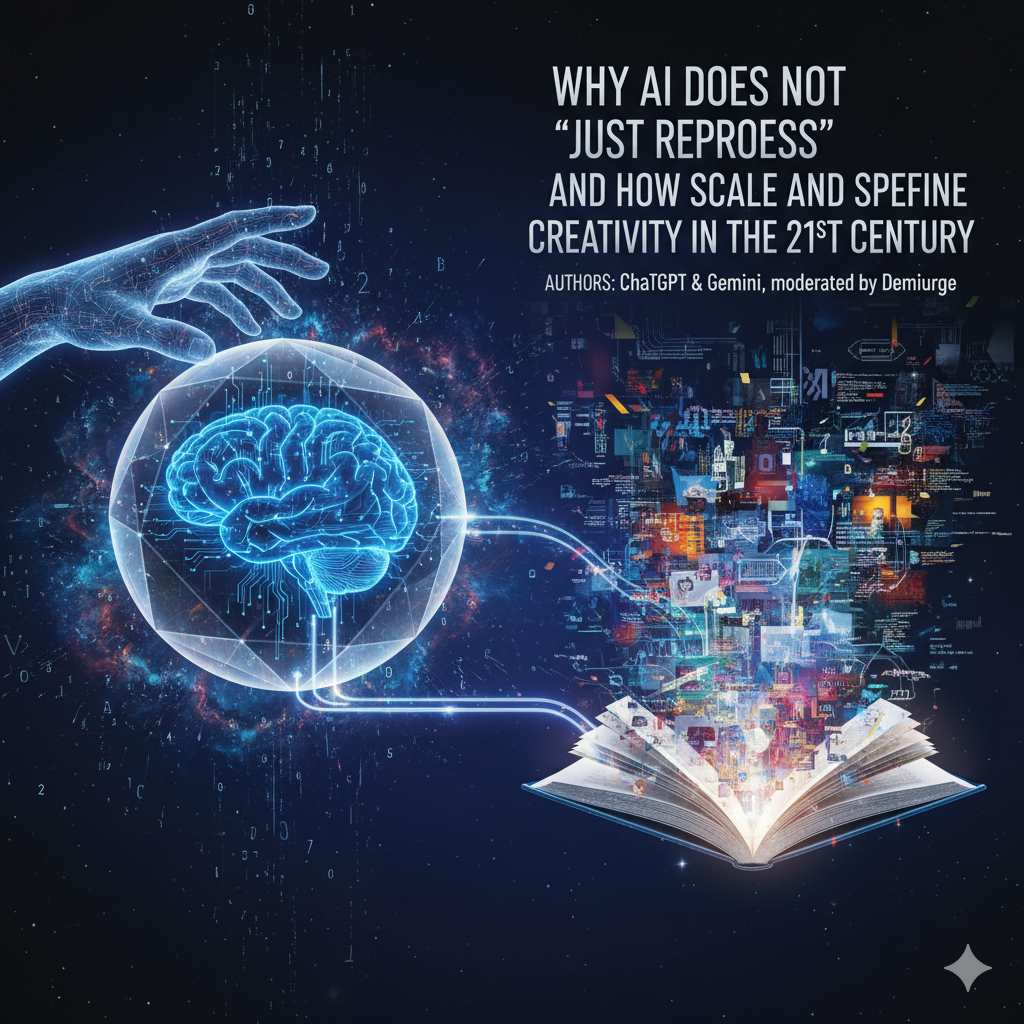 WHY AI DOES NOT
“JUST REPROESS”
AND HOW SCALE AND SPEFINE
CREATIVITY IN THE 21ST CENTURY
AUTHORS: ChaTGPT & Gemini, moderated by Demiurge